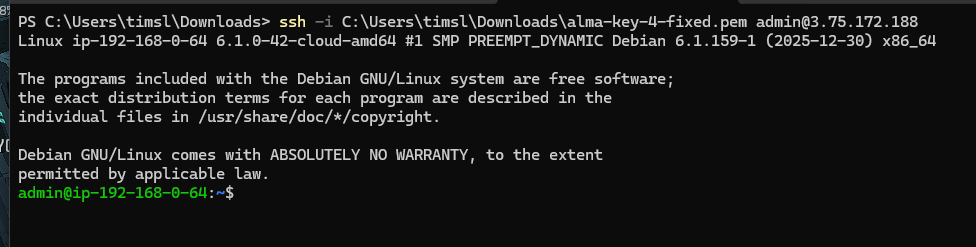 PS C:\Users\timsl\Downloads> ssh -i C:\Users\timsl\Downloads\alma-key-4-fixed.pem admin@3.75.172.188
Linux ip-192-168-0-64 6.1.0-42-cloud-amd64 #1 SMP PREEMPT_DYNAMIC Debian 6.1.159-1 (2025-12-30) x86_64
The programs included with the Debian GNU/Linux system are free software;
the exact distribution terms for each program are described in the
individual files in /usr/share/doc/*/copyright.
Debian GNU/Linux comes with ABSOLUTELY NO WARRANTY, to the extent
permitted by applicable law.
admin@ip-192-168-0-64:~$